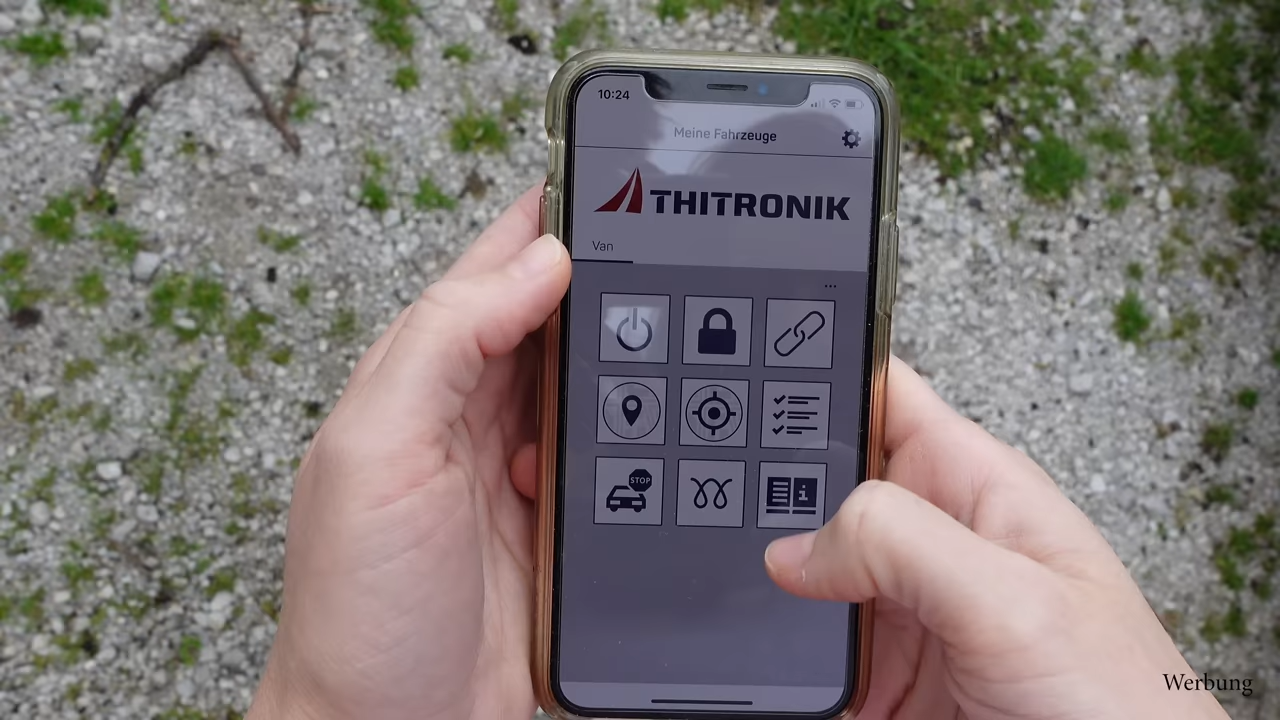 10:24
Meine Fahrzeuge
THITRONIK
Van
...
STOP
i
Werbung